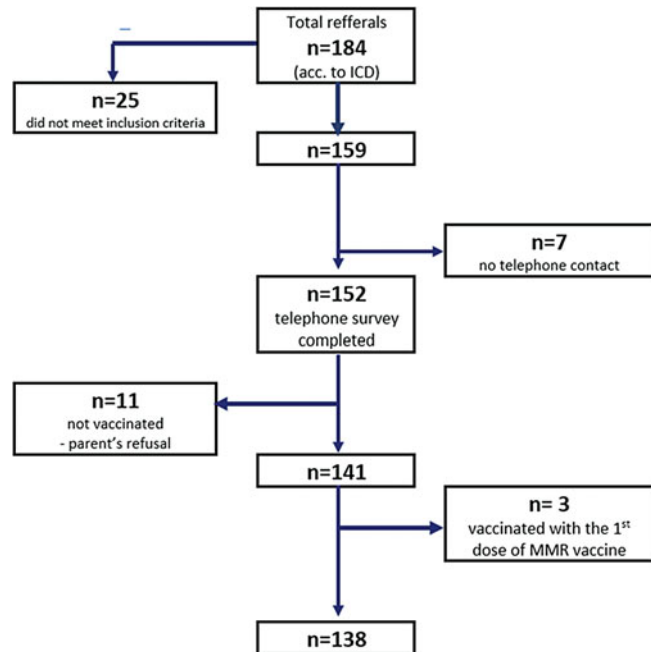 Total refferals
n=184
(acc. to ICD)
n=25
did not meet inclusion criteria
n=159
n=7
no telephone contact
n=152
telephone survey
completed
n=11
not vaccinated
- parent's refusal
n=141
n= 3
vaccinated with the 1st
dose of MMR vaccine
n=138